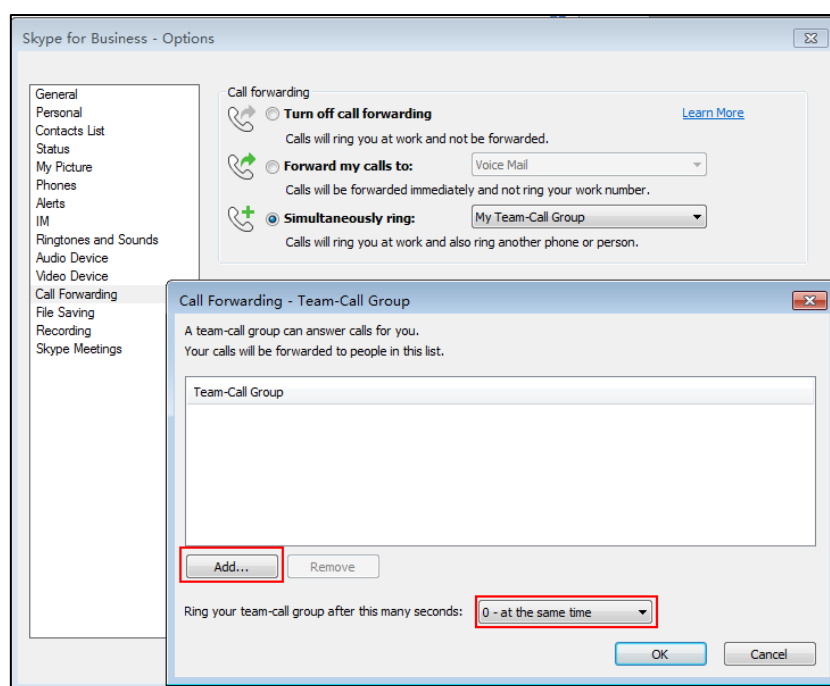 Skype for Business - Options
General
Personal
Contacts List
Status
My Picture
Phones
Alerts
IM
Ringtones and Sounds
Audio Device
Video Device
Call Forwarding
File Saving
Recording
Skype Meetings
Call forwarding
Turn off call forwarding
Learn More
Calls will ring you at work and not be forwarded.
Forward my calls to:
Voice Mail
Calls will be forwarded immediately and not ring your work number.
Simultaneously ring:
My Team-Call Group
Calls will ring you at work and also ring another phone or person.
Call Forwarding - Team-Call Group
A team-call group can answer calls for you.
Your calls will be forwarded to people in this list.
Team-Call Group
Add...
Remove
Ring your team-call group after this many seconds:
0 - at the same time
OK
Cancel